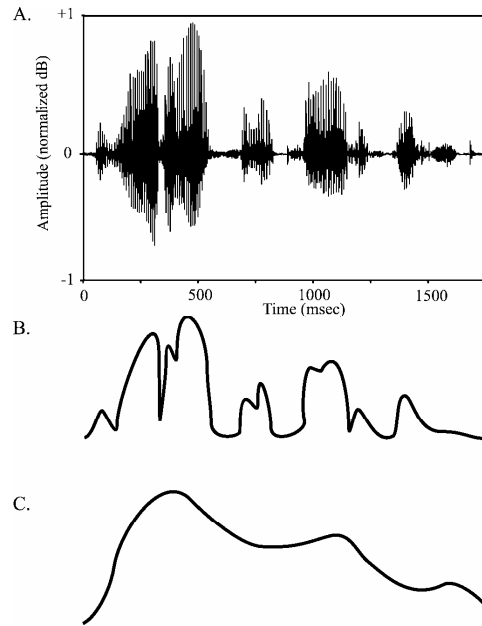 A.
+1
Amplitude (normalized dB)
0
-1
0 500 1000 1500
Time (msec)
B.
C.